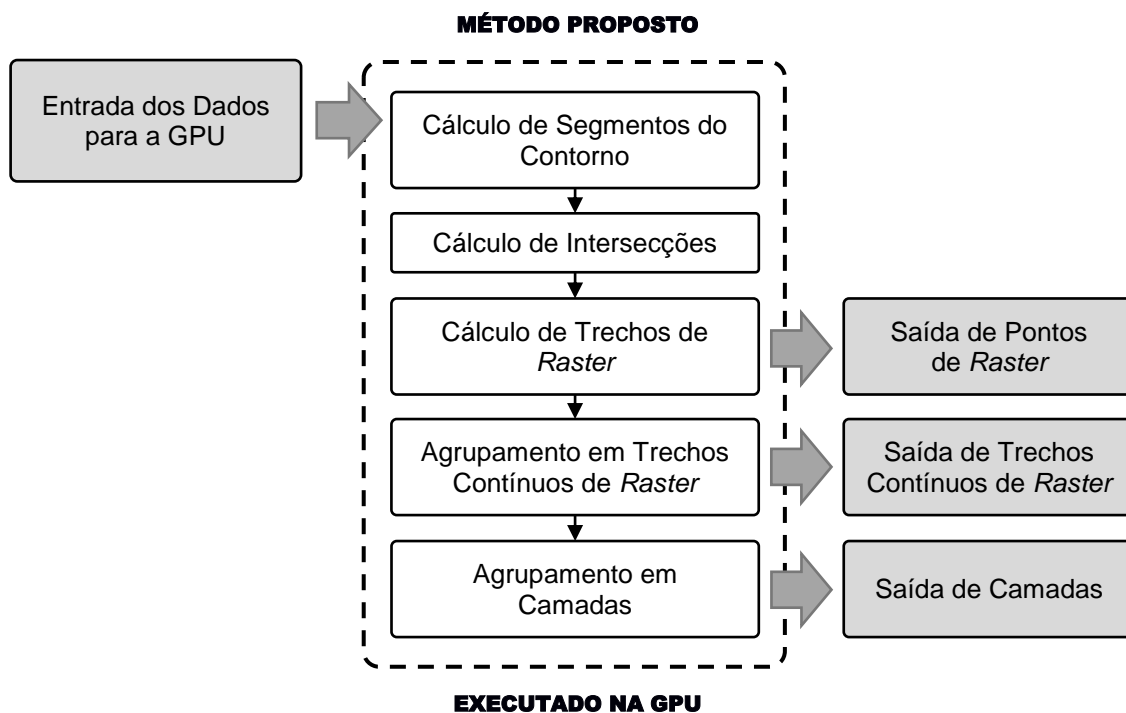 MÉTODO PROPOSTO
Entrada dos Dados
para a GPU
Cálculo de Segmentos do
Contorno
Cálculo de Intersecções
Cálculo de Trechos de
Raster
Saída de Pontos
de Raster
Agrupamento em Trechos
Contínuos de Raster
Saída de Trechos
Contínuos de Raster
Agrupamento em
Camadas
Saída de Camadas
EXECUTADO NA GPU